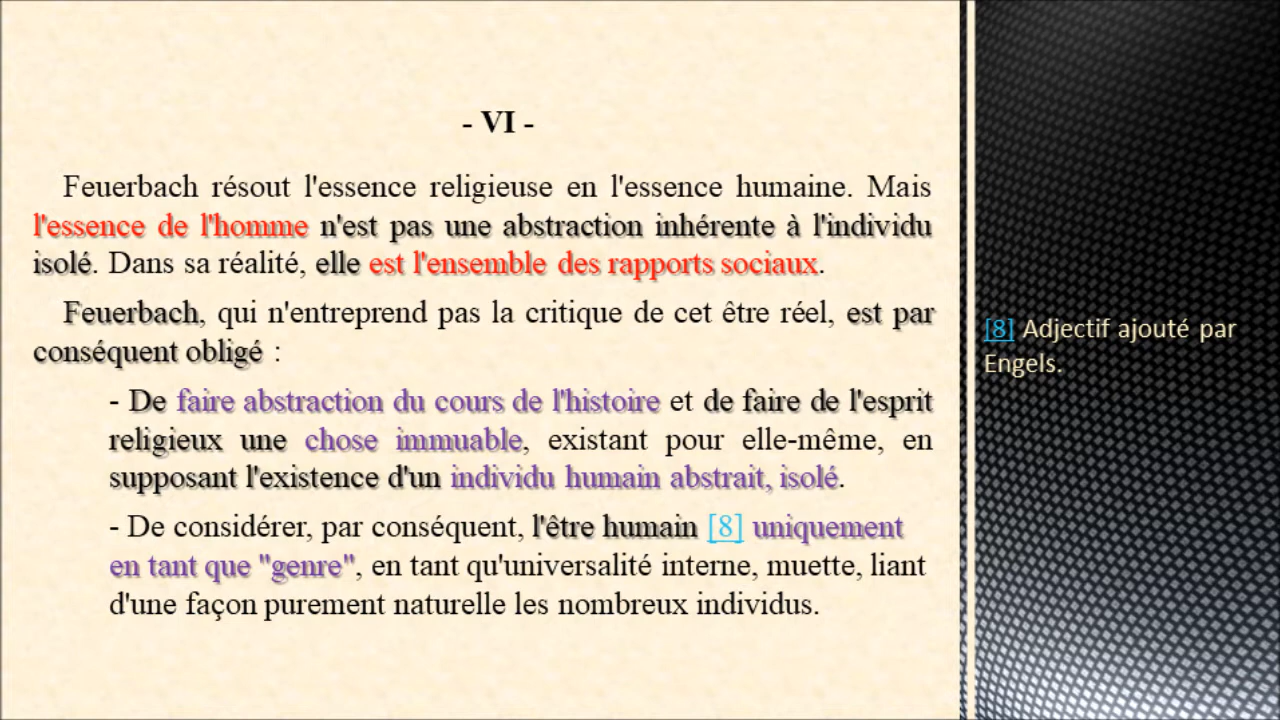 - VI -
Feuerbach résout l'essence religieuse en l'essence humaine. Mais
l'essence de l'homme n'est pas une abstraction inhérente à l'individu
isolé. Dans sa réalité, elle est l'ensemble des rapports sociaux.
Feuerbach, qui n'entreprend pas la critique de cet être réel, est par
conséquent obligé :
- De faire abstraction du cours de l'histoire et de faire de l'esprit
religieux une chose immuable, existant pour elle-même, en
supposant l'existence d'un individu humain abstrait, isolé.
- De considérer, par conséquent, l'être humain [8] uniquement
en tant que "genre", en tant qu'universalité interne, muette, liant
d'une façon purement naturelle les nombreux individus.
[8] Adjectif ajouté par
Engels.